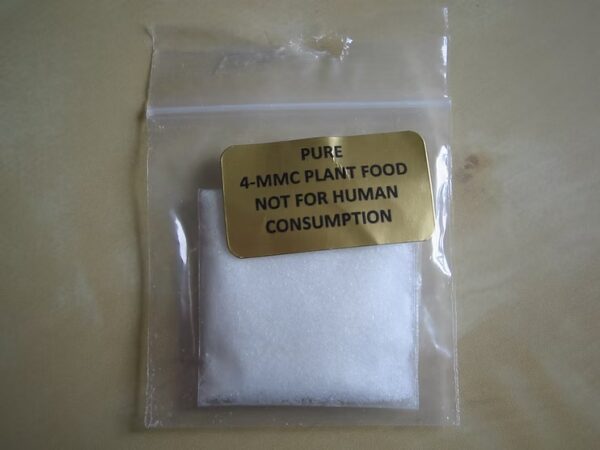 PURE
4-MMC PLANT FOOD
NOT FOR HUMAN
CONSUMPTION